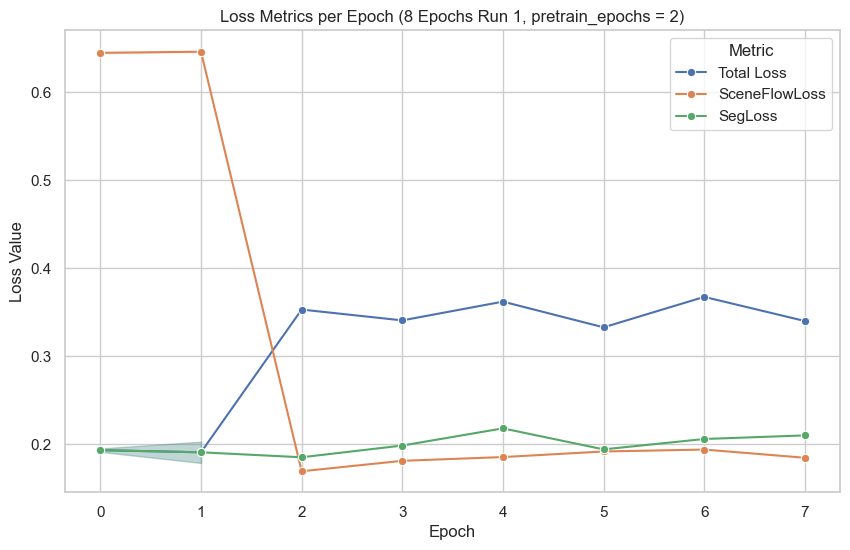 Loss Metrics per Epoch (8 Epochs Run 1, pretrain_epochs = 2)
Metric
Total Loss
SceneFlowLoss
SegLoss
Loss Value
0.6
0.5
0.4
0.3
0.2
0 1 2 3 4 5 6 7
Epoch